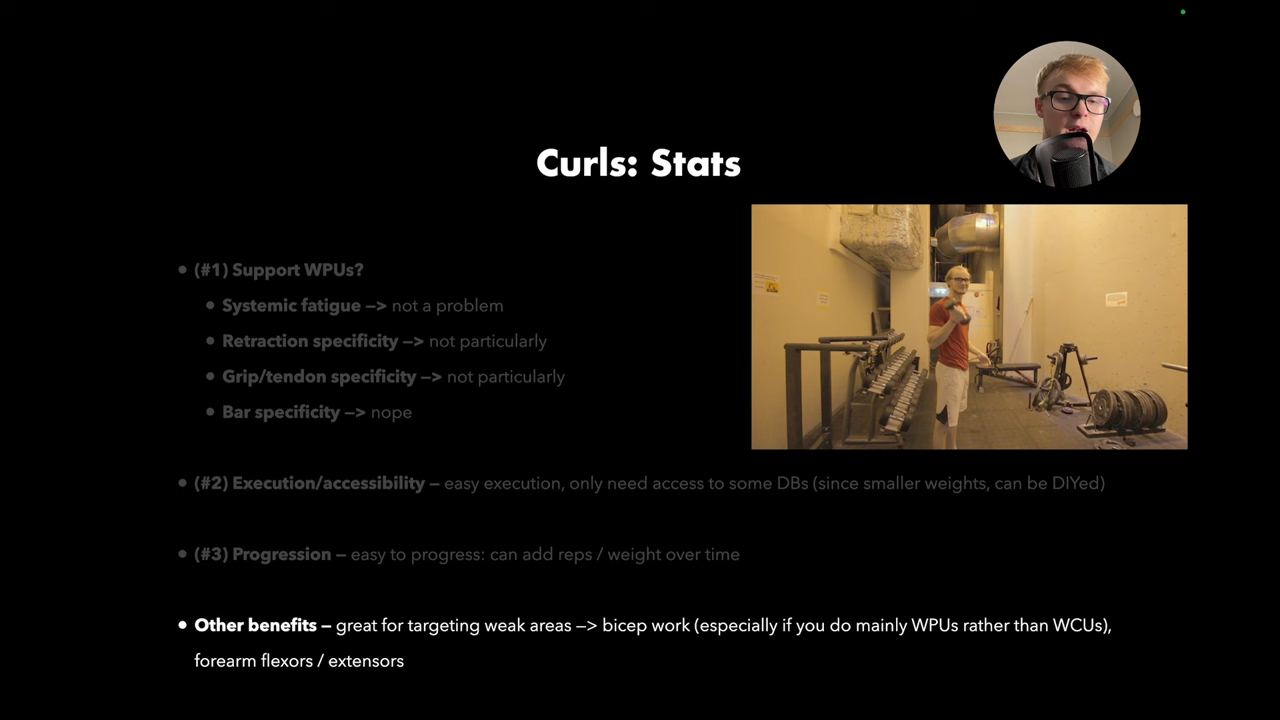 Curls: Stats
• (#1) Support WPUs?
• Systemic fatigue —> not a problem
• Retraction specificity —> not particularly
• Grip/tendon specificity —> not particularly
• Bar specificity —> nope
• (#2) Execution/accessibility — easy execution, only need access to some DBs (since smaller weights, can be DIYed)
• (#3) Progression — easy to progress: can add reps / weight over time
• Other benefits — great for targeting weak areas —> bicep work (especially if you do mainly WPUs rather than WCUs),
forearm flexors / extensors